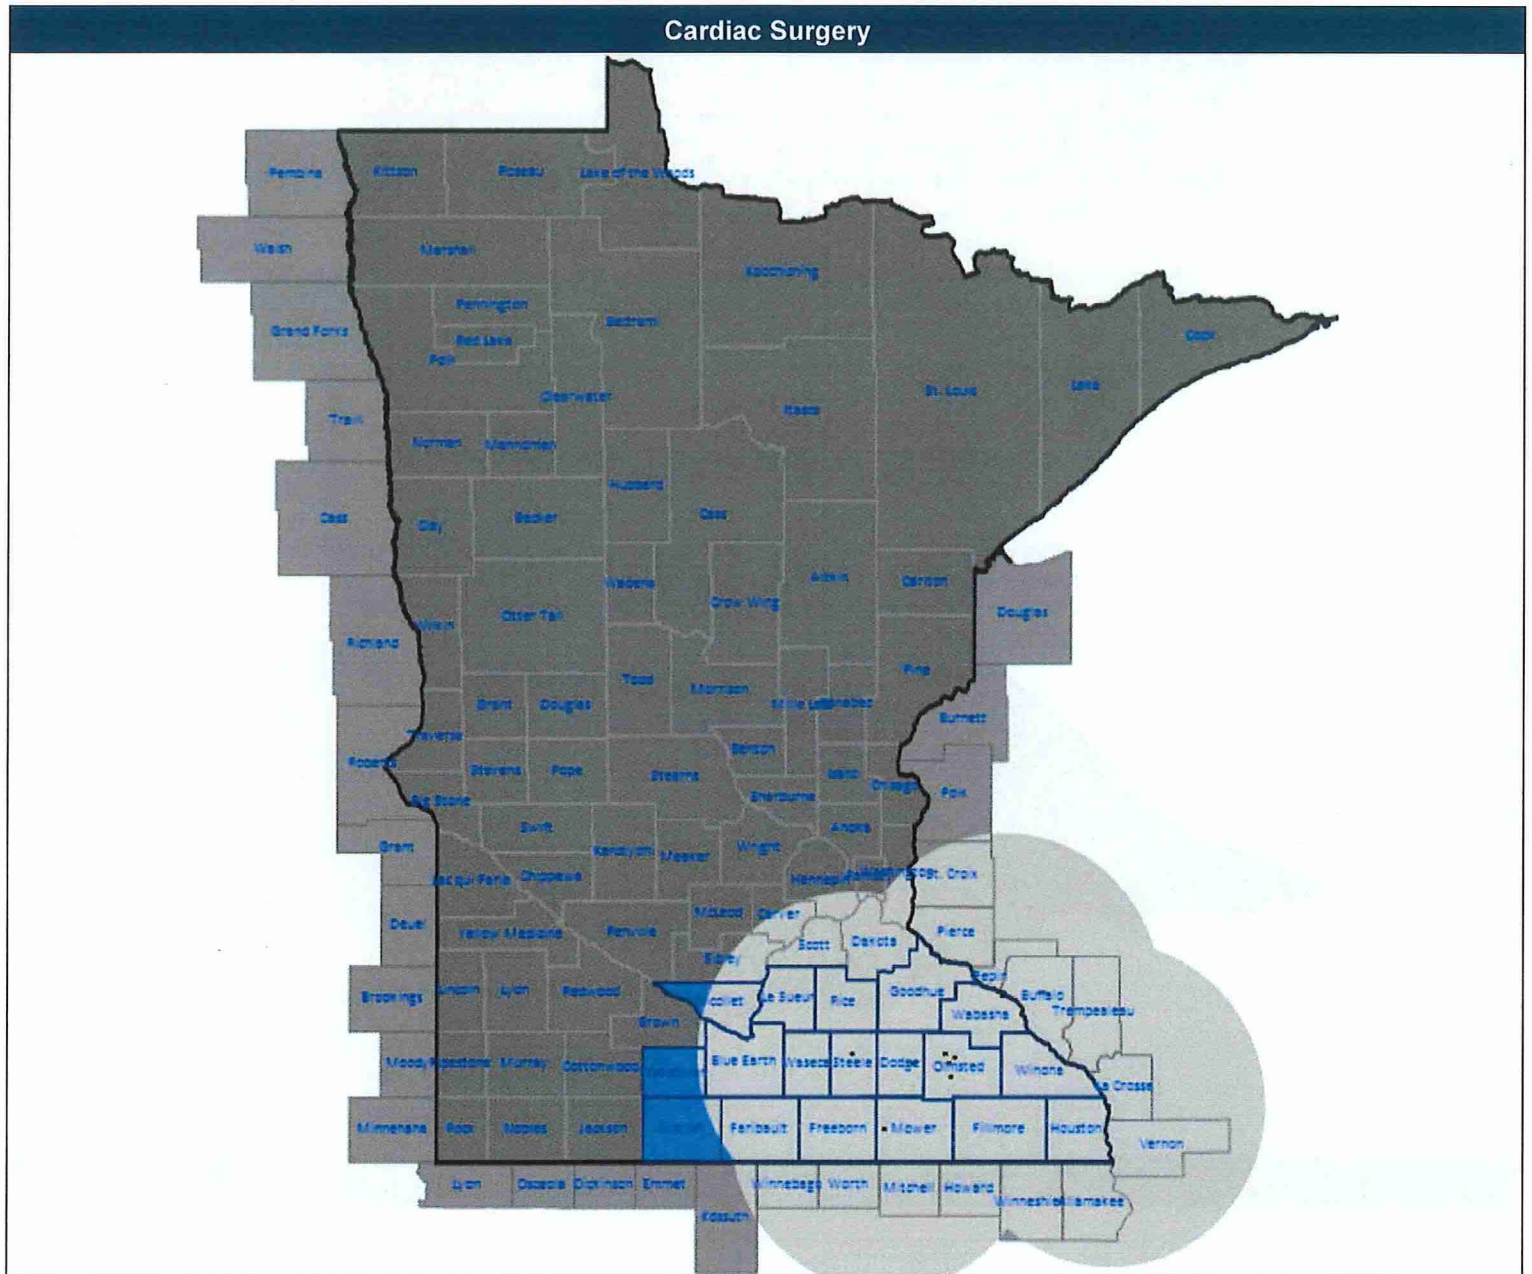 Cardiac Surgery
Pembina
Kittson
Roseau
Lake of the Woods
Walsh
Marshall
Koochiching
Pennington
Beltrami
Grand Forks
Red Lake
Polk
Cook
Clearwater
St. Louis
Lake
Itasca
Traill
Norman
Mahnomen
Hubbard
Cass
Cass
Clay
Becker
Wadena
Aitkin
Carlton
Crow Wing
Otter Tail
Douglas
Wilkin
Richland
Pine
Todd
Morrison
Mille Lacs
Kanabec
Grant
Douglas
Burnett
Traverse
Benton
Roberts
Stevens
Pope
Stearns
Isanti
Chisago
Polk
Big Stone
Sherburne
Swift
Anoka
Grant
Kandiyohi
Meeker
Wright
Lac qui Parle
Chippewa
Hennepin
Washington
St. Croix
McLeod
Carver
Deuel
Yellow Medicine
Renville
Scott
Dakota
Pierce
Sibley
Pepin
Brookings
Lincoln
Lyon
Redwood
Nicollet
Le Sueur
Rice
Goodhue
Wabasha
Buffalo
Trempealeau
Brown
Moody
Pipestone
Murray
Cottonwood
Blue Earth
Waseca
Steele
Dodge
Olmsted
Winona
La Crosse
Minnehaha
Rock
Nobles
Jackson
Faribault
Freeborn
Mower
Fillmore
Houston
Vernon
Lyon
Osceola
Dickinson
Emmet
Winnebago
Worth
Mitchell
Howard
Winneshiek
Allamakee
Kossuth